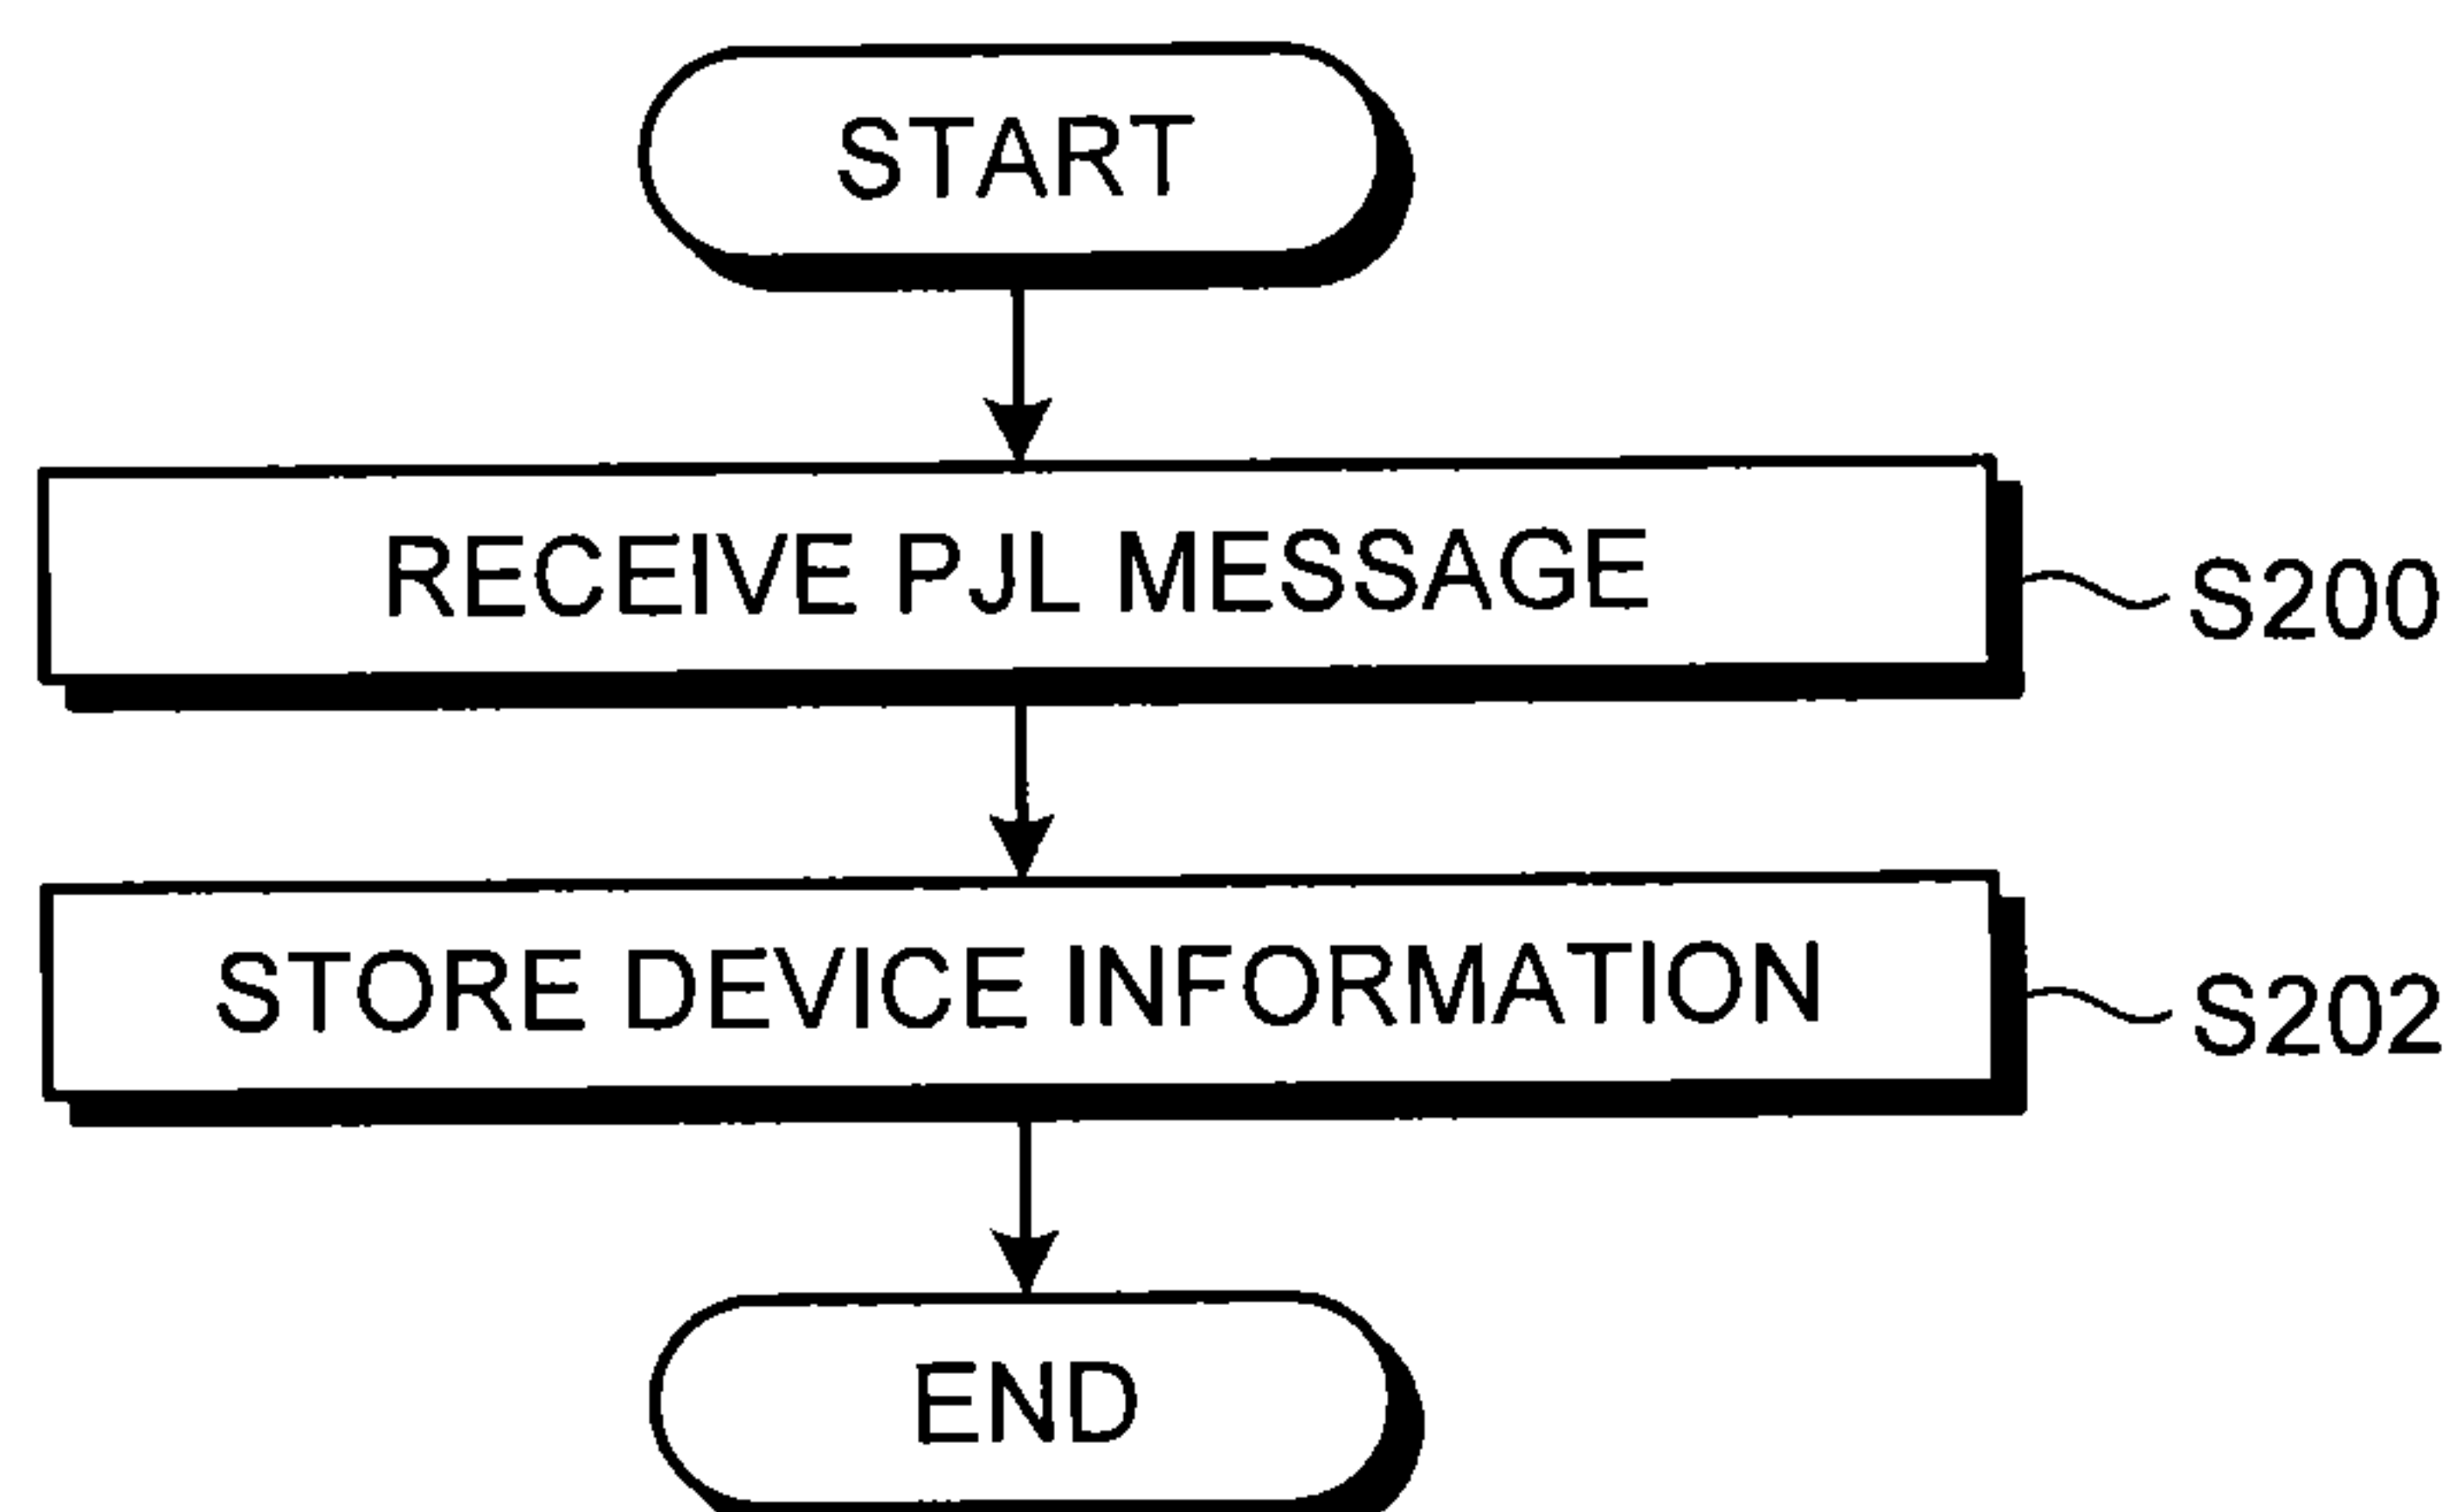 START
RECEIVE PJL MESSAGE
S200
STORE DEVICE INFORMATION
S202
END